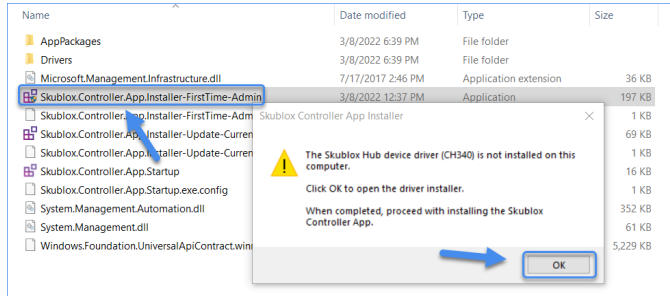 Name Date modified Type Size
AppPackages 3/8/2022 6:39 PM File folder
Drivers 3/8/2022 6:39 PM File folder
Microsoft.Management.Infrastructure.dll 7/17/2017 2:46 PM Application extension 36 KB
Skublox.Controller.App.Installer-FirstTime-Admin 3/8/2022 12:37 PM Application 197 KB
Skublox.Controller.App.Installer-FirstTime-Adm 1 KB
Skublox.Controller.App.Installer-Update-Curren 69 KB
Skublox.Controller.App.Installer-Update-Curren 1 KB
Skublox.Controller.App.Startup 16 KB
Skublox.Controller.App.Startup.exe.config 1 KB
System.Management.Automation.dll 352 KB
System.Management.dll 61 KB
Windows.Foundation.UniversalApiContract.winm 5,229 KB
Skublox Controller App Installer
The Skublox Hub device driver (CH340) is not installed on this
computer.
Click OK to open the driver installer.
When completed, proceed with installing the Skublox
Controller App.
OK